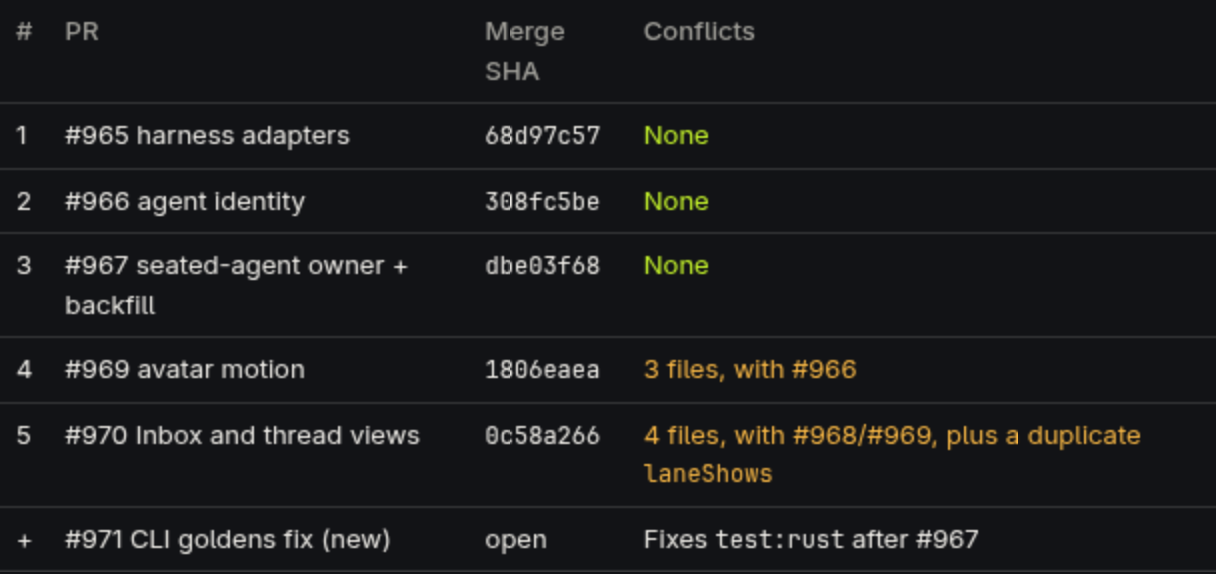 # PR Merge SHA Conflicts
1 #965 harness adapters 68d97c57 None
2 #966 agent identity 308fc5be None
3 #967 seated-agent owner + backfill dbe03f68 None
4 #969 avatar motion 1806eaea 3 files, with #966
5 #970 Inbox and thread views 0c58a266 4 files, with #968/#969, plus a duplicate laneShows
+ #971 CLI goldens fix (new) open Fixes test:rust after #967